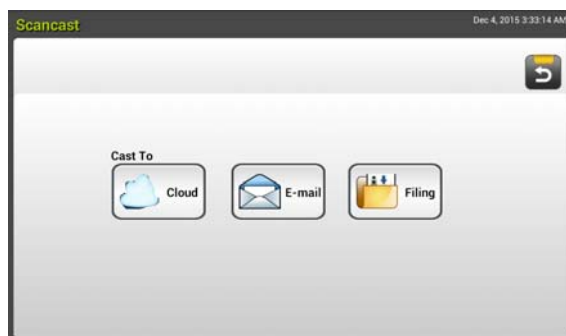 Scancast
Dec 4, 2015 3:33:14 AM
Cast To
Cloud
E-mail
Filing